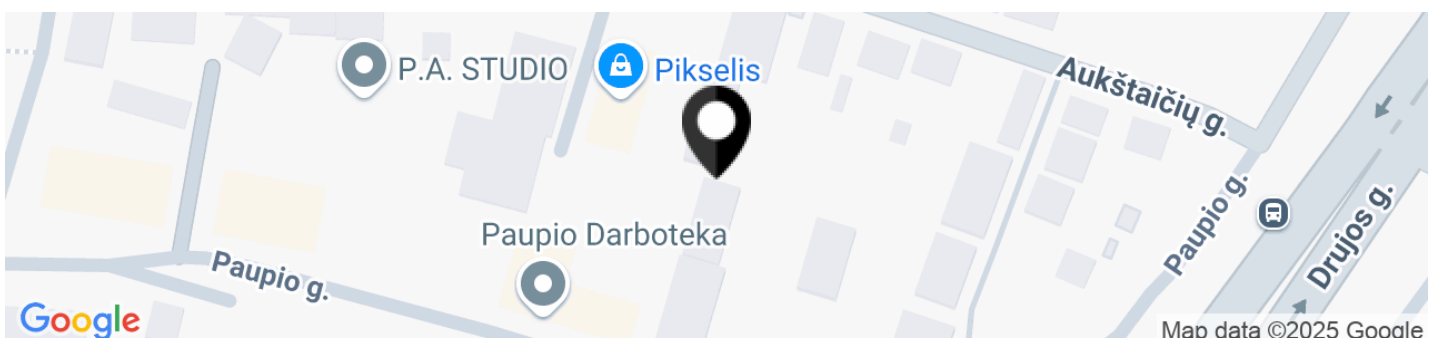 P.A. STUDIO
Pikselis
Aukštaičių g.
Paupio Darboteka
Paupio g.
Paupio g.
Drujos g.
Google
Map data ©2025 Google